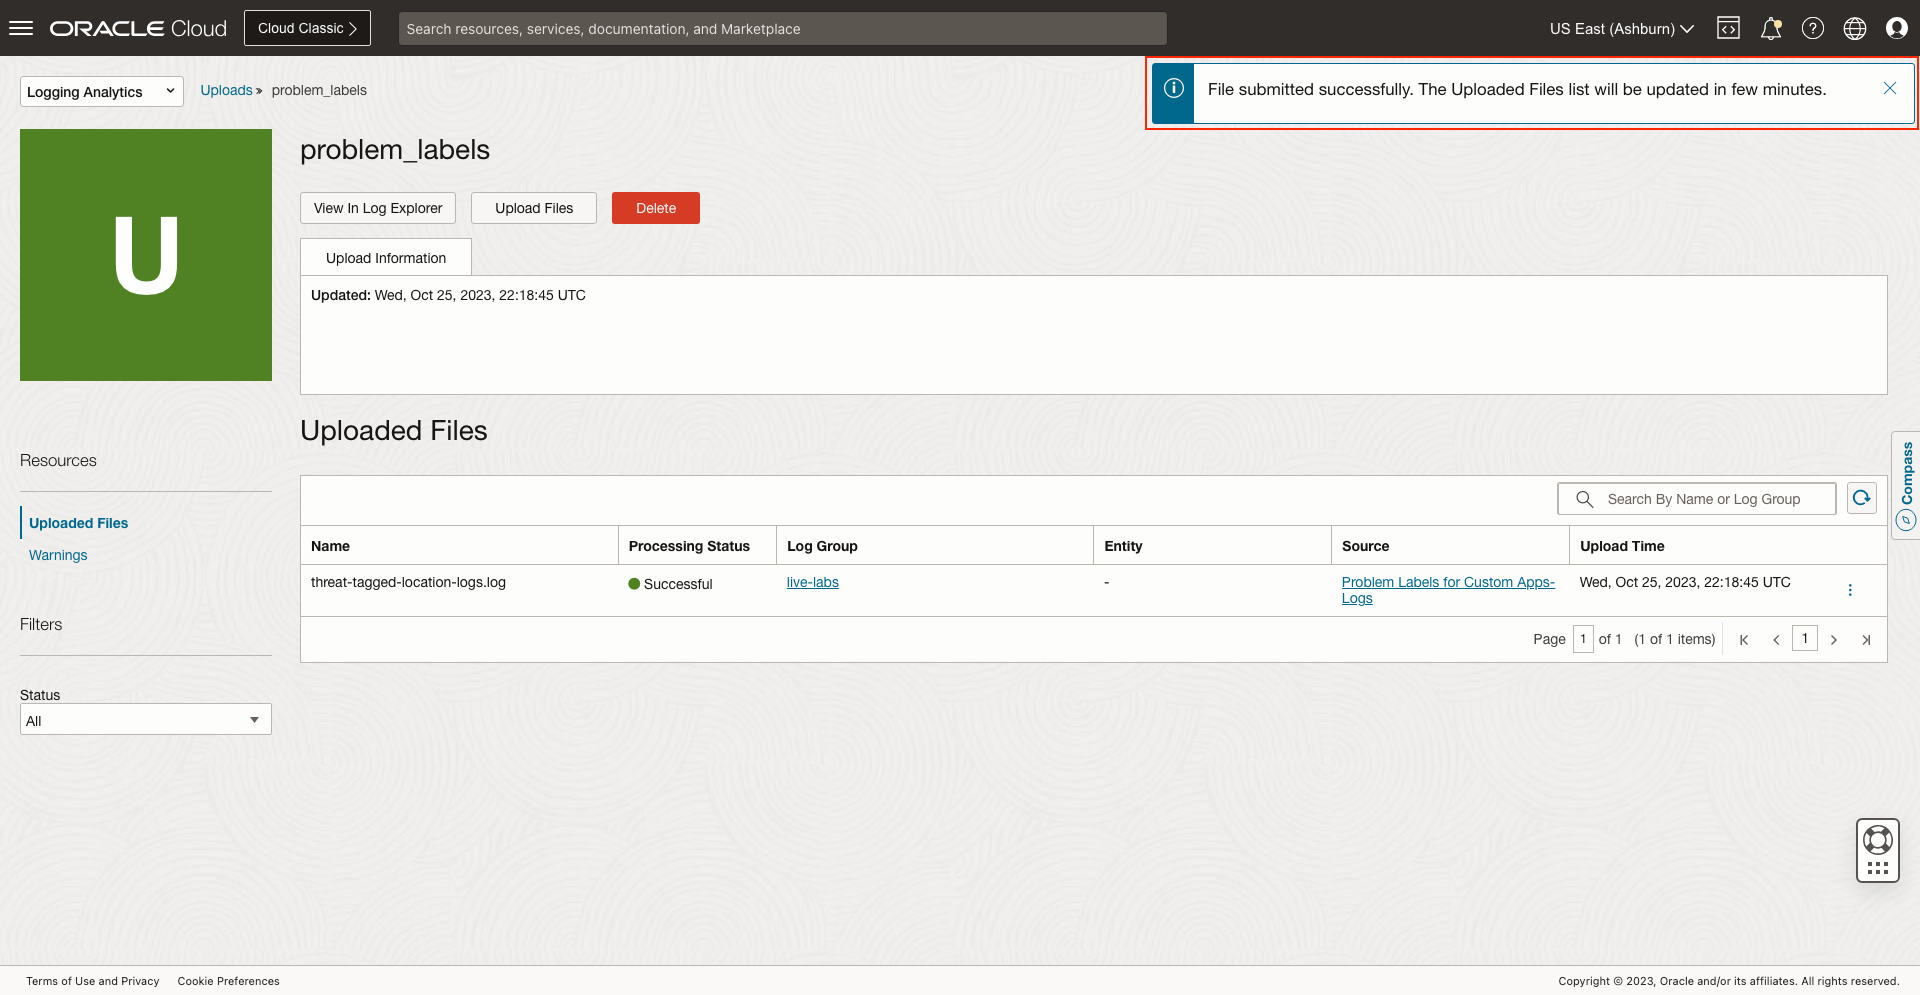 ORACLE Cloud
Cloud Classic
Search resources, services, documentation, and Marketplace
US East (Ashburn)
Logging Analytics
Uploads » problem_labels
File submitted successfully. The Uploaded Files list will be updated in few minutes.
U
problem_labels
View In Log Explorer
Upload Files
Delete
Upload Information
Updated: Wed, Oct 25, 2023, 22:18:45 UTC
Resources
Uploaded Files
Warnings
Filters
Status
All
Uploaded Files
Search By Name or Log Group
Name Processing Status Log Group Entity Source Upload Time
threat-tagged-location-logs.log Successful live-labs - Problem Labels for Custom Apps- Wed, Oct 25, 2023, 22:18:45 UTC
Logs
Page 1 of 1 (1 of 1 items) 1
Compass
Terms of Use and Privacy Cookie Preferences
Copyright © 2023, Oracle and/or its affiliates. All rights reserved.